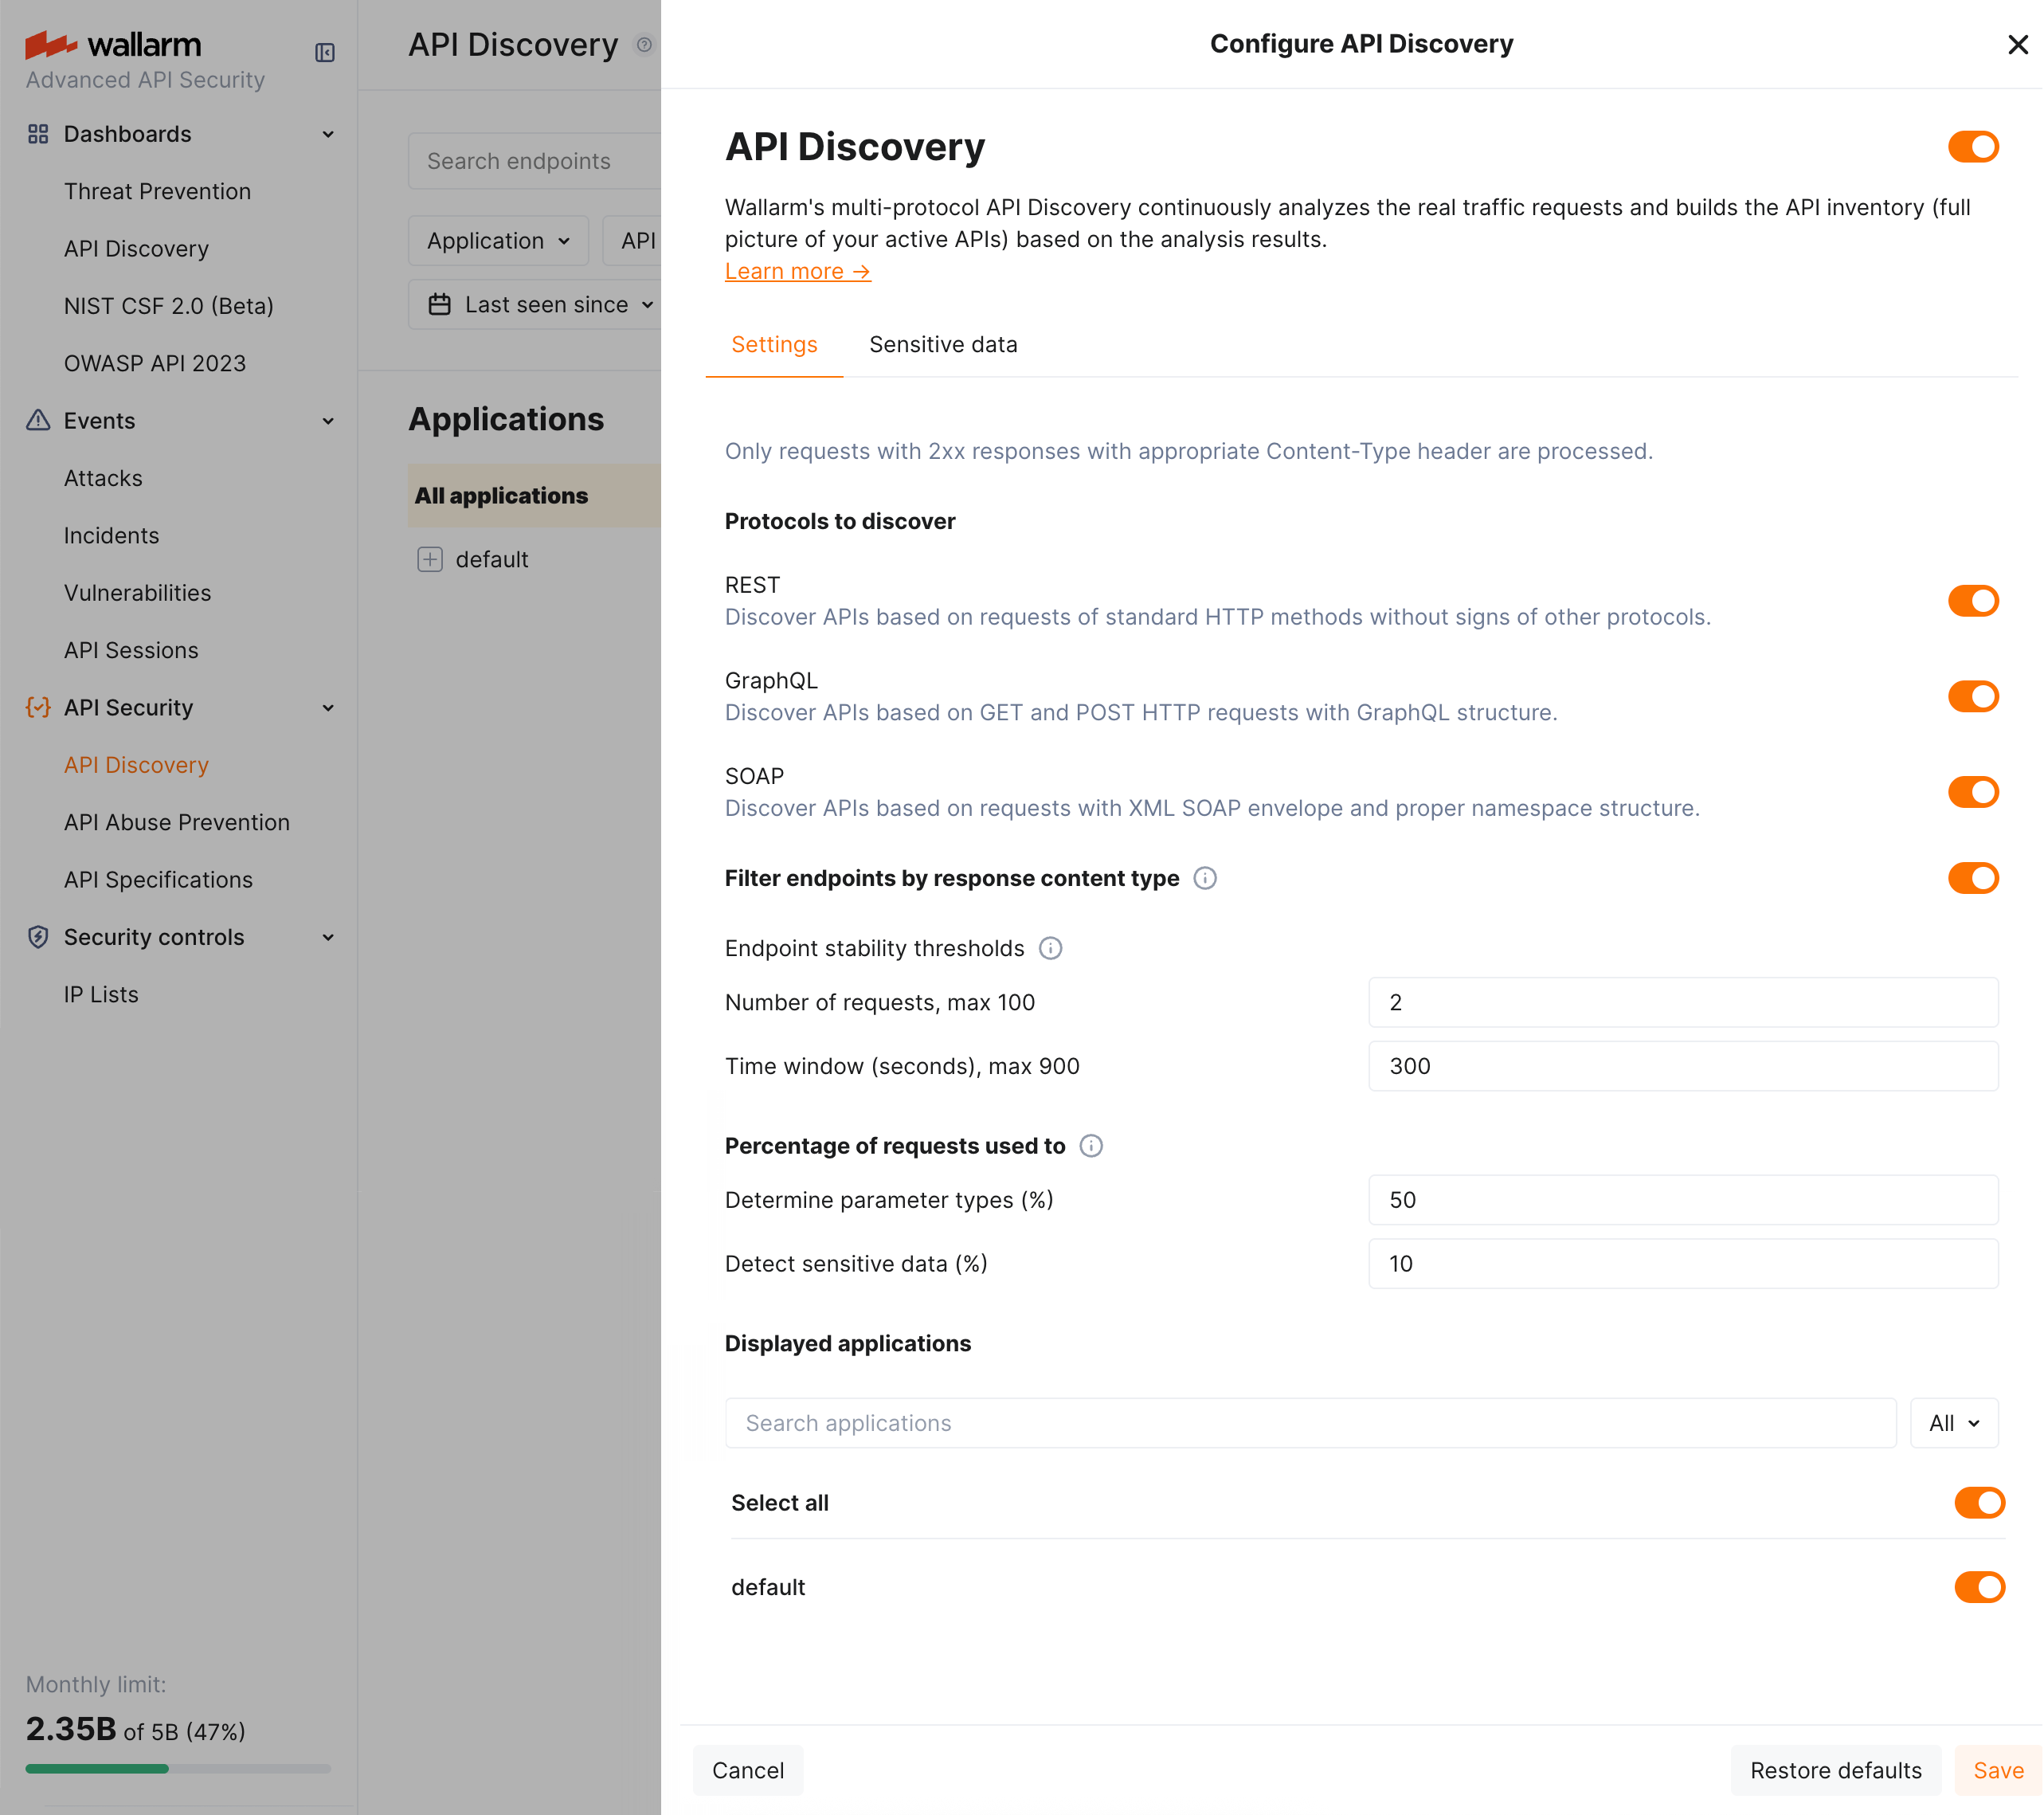 wallarm
Advanced API Security
Dashboards
Threat Prevention
API Discovery
NIST CSF 2.0 (Beta)
OWASP API 2023
Events
Attacks
Incidents
Vulnerabilities
API Sessions
API Security
API Discovery
API Abuse Prevention
API Specifications
Security controls
IP Lists
Monthly limit:
2.35B of 5B (47%)
API Discovery
Search endpoints
Application
API
Last seen since
Applications
All applications
default
Configure API Discovery
API Discovery
Wallarm's multi-protocol API Discovery continuously analyzes the real traffic requests and builds the API inventory (full
picture of your active APIs) based on the analysis results.
Learn more →
Settings
Sensitive data
Only requests with 2xx responses with appropriate Content-Type header are processed.
Protocols to discover
REST
Discover APIs based on requests of standard HTTP methods without signs of other protocols.
GraphQL
Discover APIs based on GET and POST HTTP requests with GraphQL structure.
SOAP
Discover APIs based on requests with XML SOAP envelope and proper namespace structure.
Filter endpoints by response content type
Endpoint stability thresholds
Number of requests, max 100
2
Time window (seconds), max 900
300
Percentage of requests used to
Determine parameter types (%)
50
Detect sensitive data (%)
10
Displayed applications
Search applications
All
Select all
default
Cancel
Restore defaults
Save